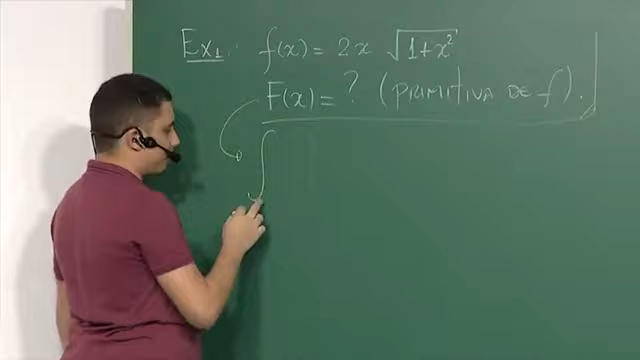 Ex1: f(x) = 2x √(1+x²)
F(x) = ? (PRIMITIVA DE f).
∫